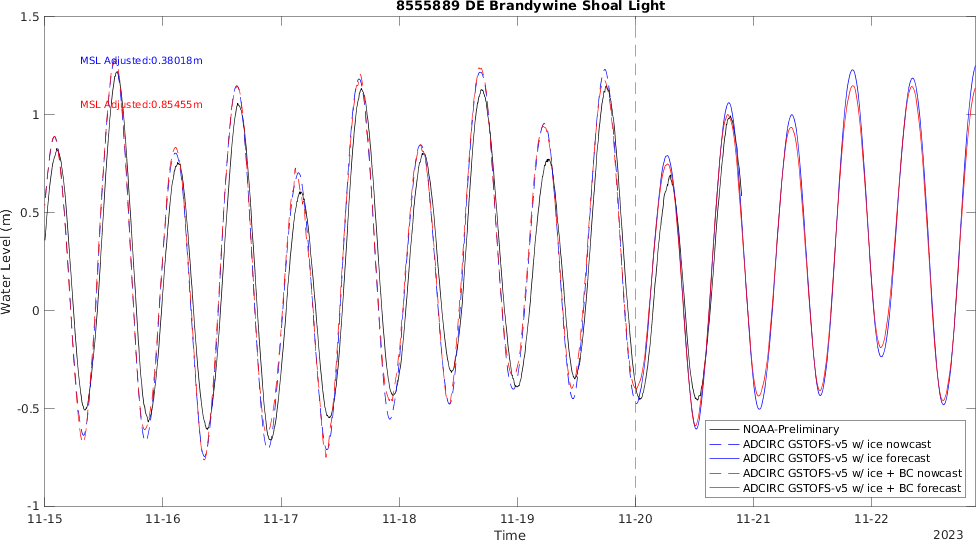 8555889 DE Brandywine Shoal Light
1.5
MSL Adjusted:0.38018m
MSL Adjusted:0.85455m
1
0.5
0
-0.5
-1
Water Level (m)
NOAA-Preliminary
ADCIRC GSTOFS-v5 w/ ice nowcast
ADCIRC GSTOFS-v5 w/ ice forecast
ADCIRC GSTOFS-v5 w/ ice + BC nowcast
ADCIRC GSTOFS-v5 w/ ice + BC forecast
11-15 11-16 11-17 11-18 11-19 11-20 11-21 11-22
Time
2023